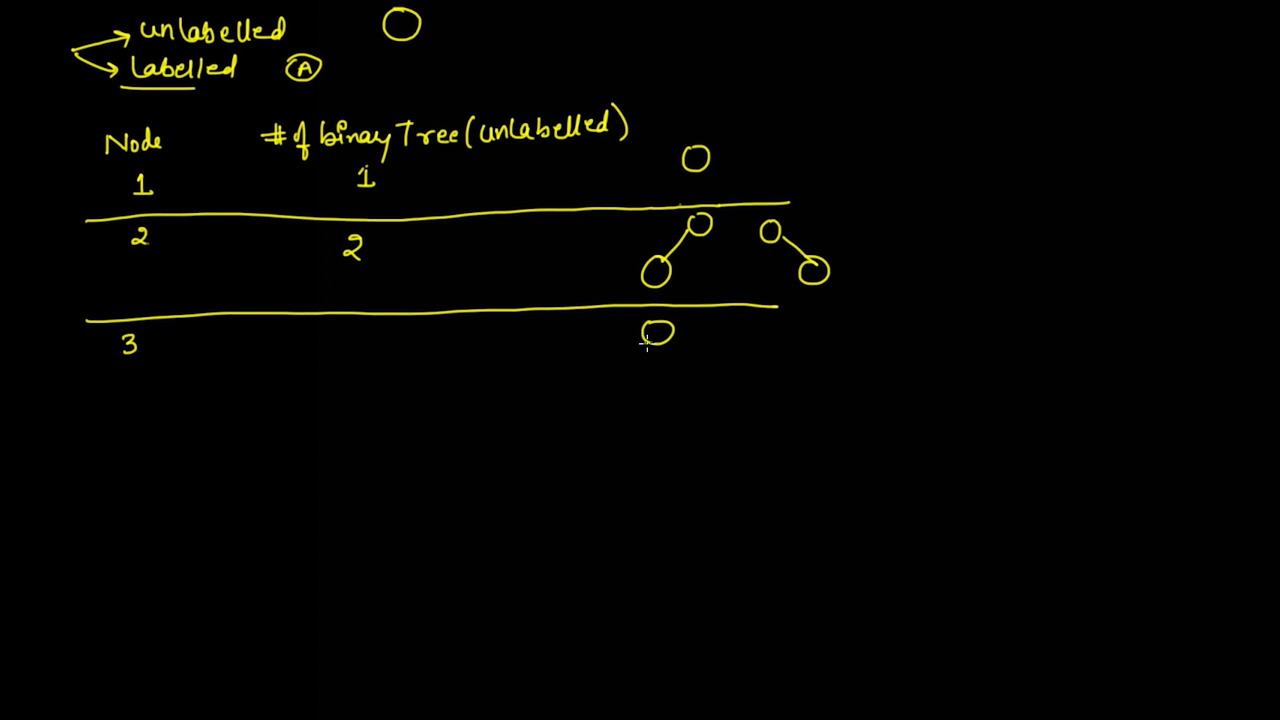 unlabelled
labelled A
Node # of binay Tree (unlabelled)
1 1
2 2
3